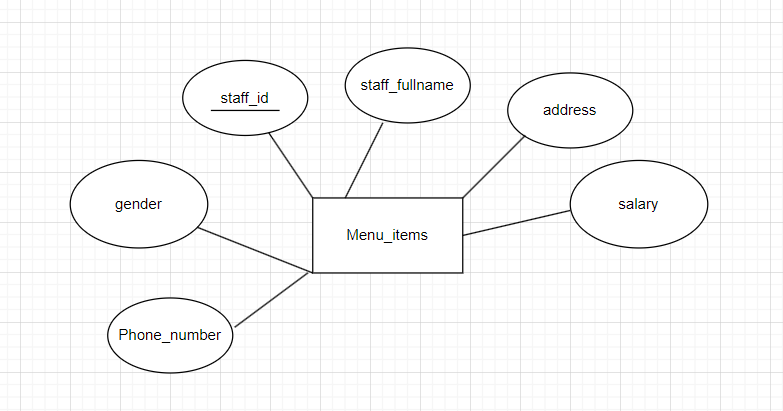 staff_fullname
staff_id
address
gender
salary
Menu_items
Phone_number